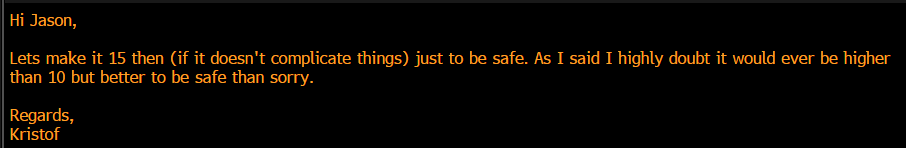 Hi Jason,
Lets make it 15 then (if it doesn't complicate things) just to be safe. As I said I highly doubt it would ever be higher
than 10 but better to be safe than sorry.
Regards,
Kristof